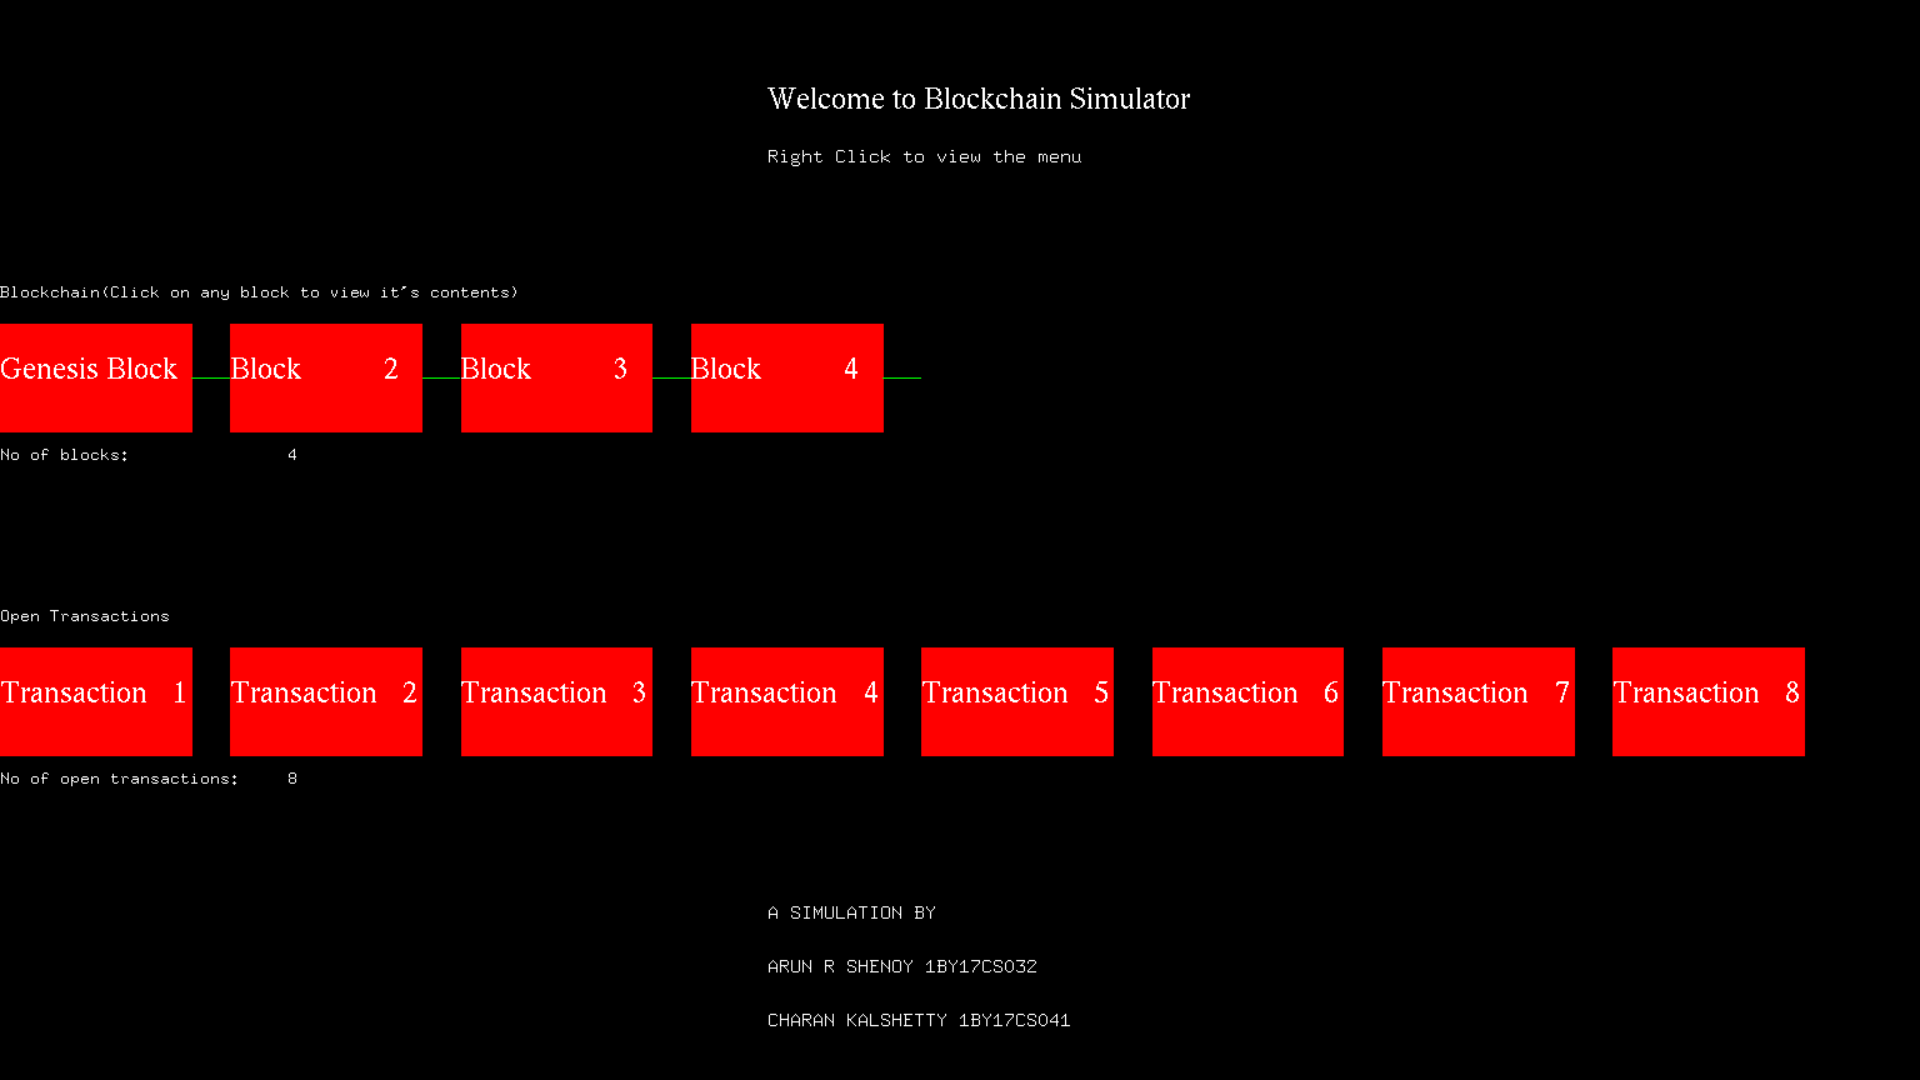 Welcome to Blockchain Simulator
Right Click to view the menu
Blockchain(Click on any block to view it's contents)
Genesis Block Block 2 Block 3 Block 4
No of blocks: 4
Open Transactions
Transaction 1 Transaction 2 Transaction 3 Transaction 4 Transaction 5 Transaction 6 Transaction 7 Transaction 8
No of open transactions: 8
A SIMULATION BY
ARUN R SHENOY 1BY17CS032
CHARAN KALSHETTY 1BY17CS041